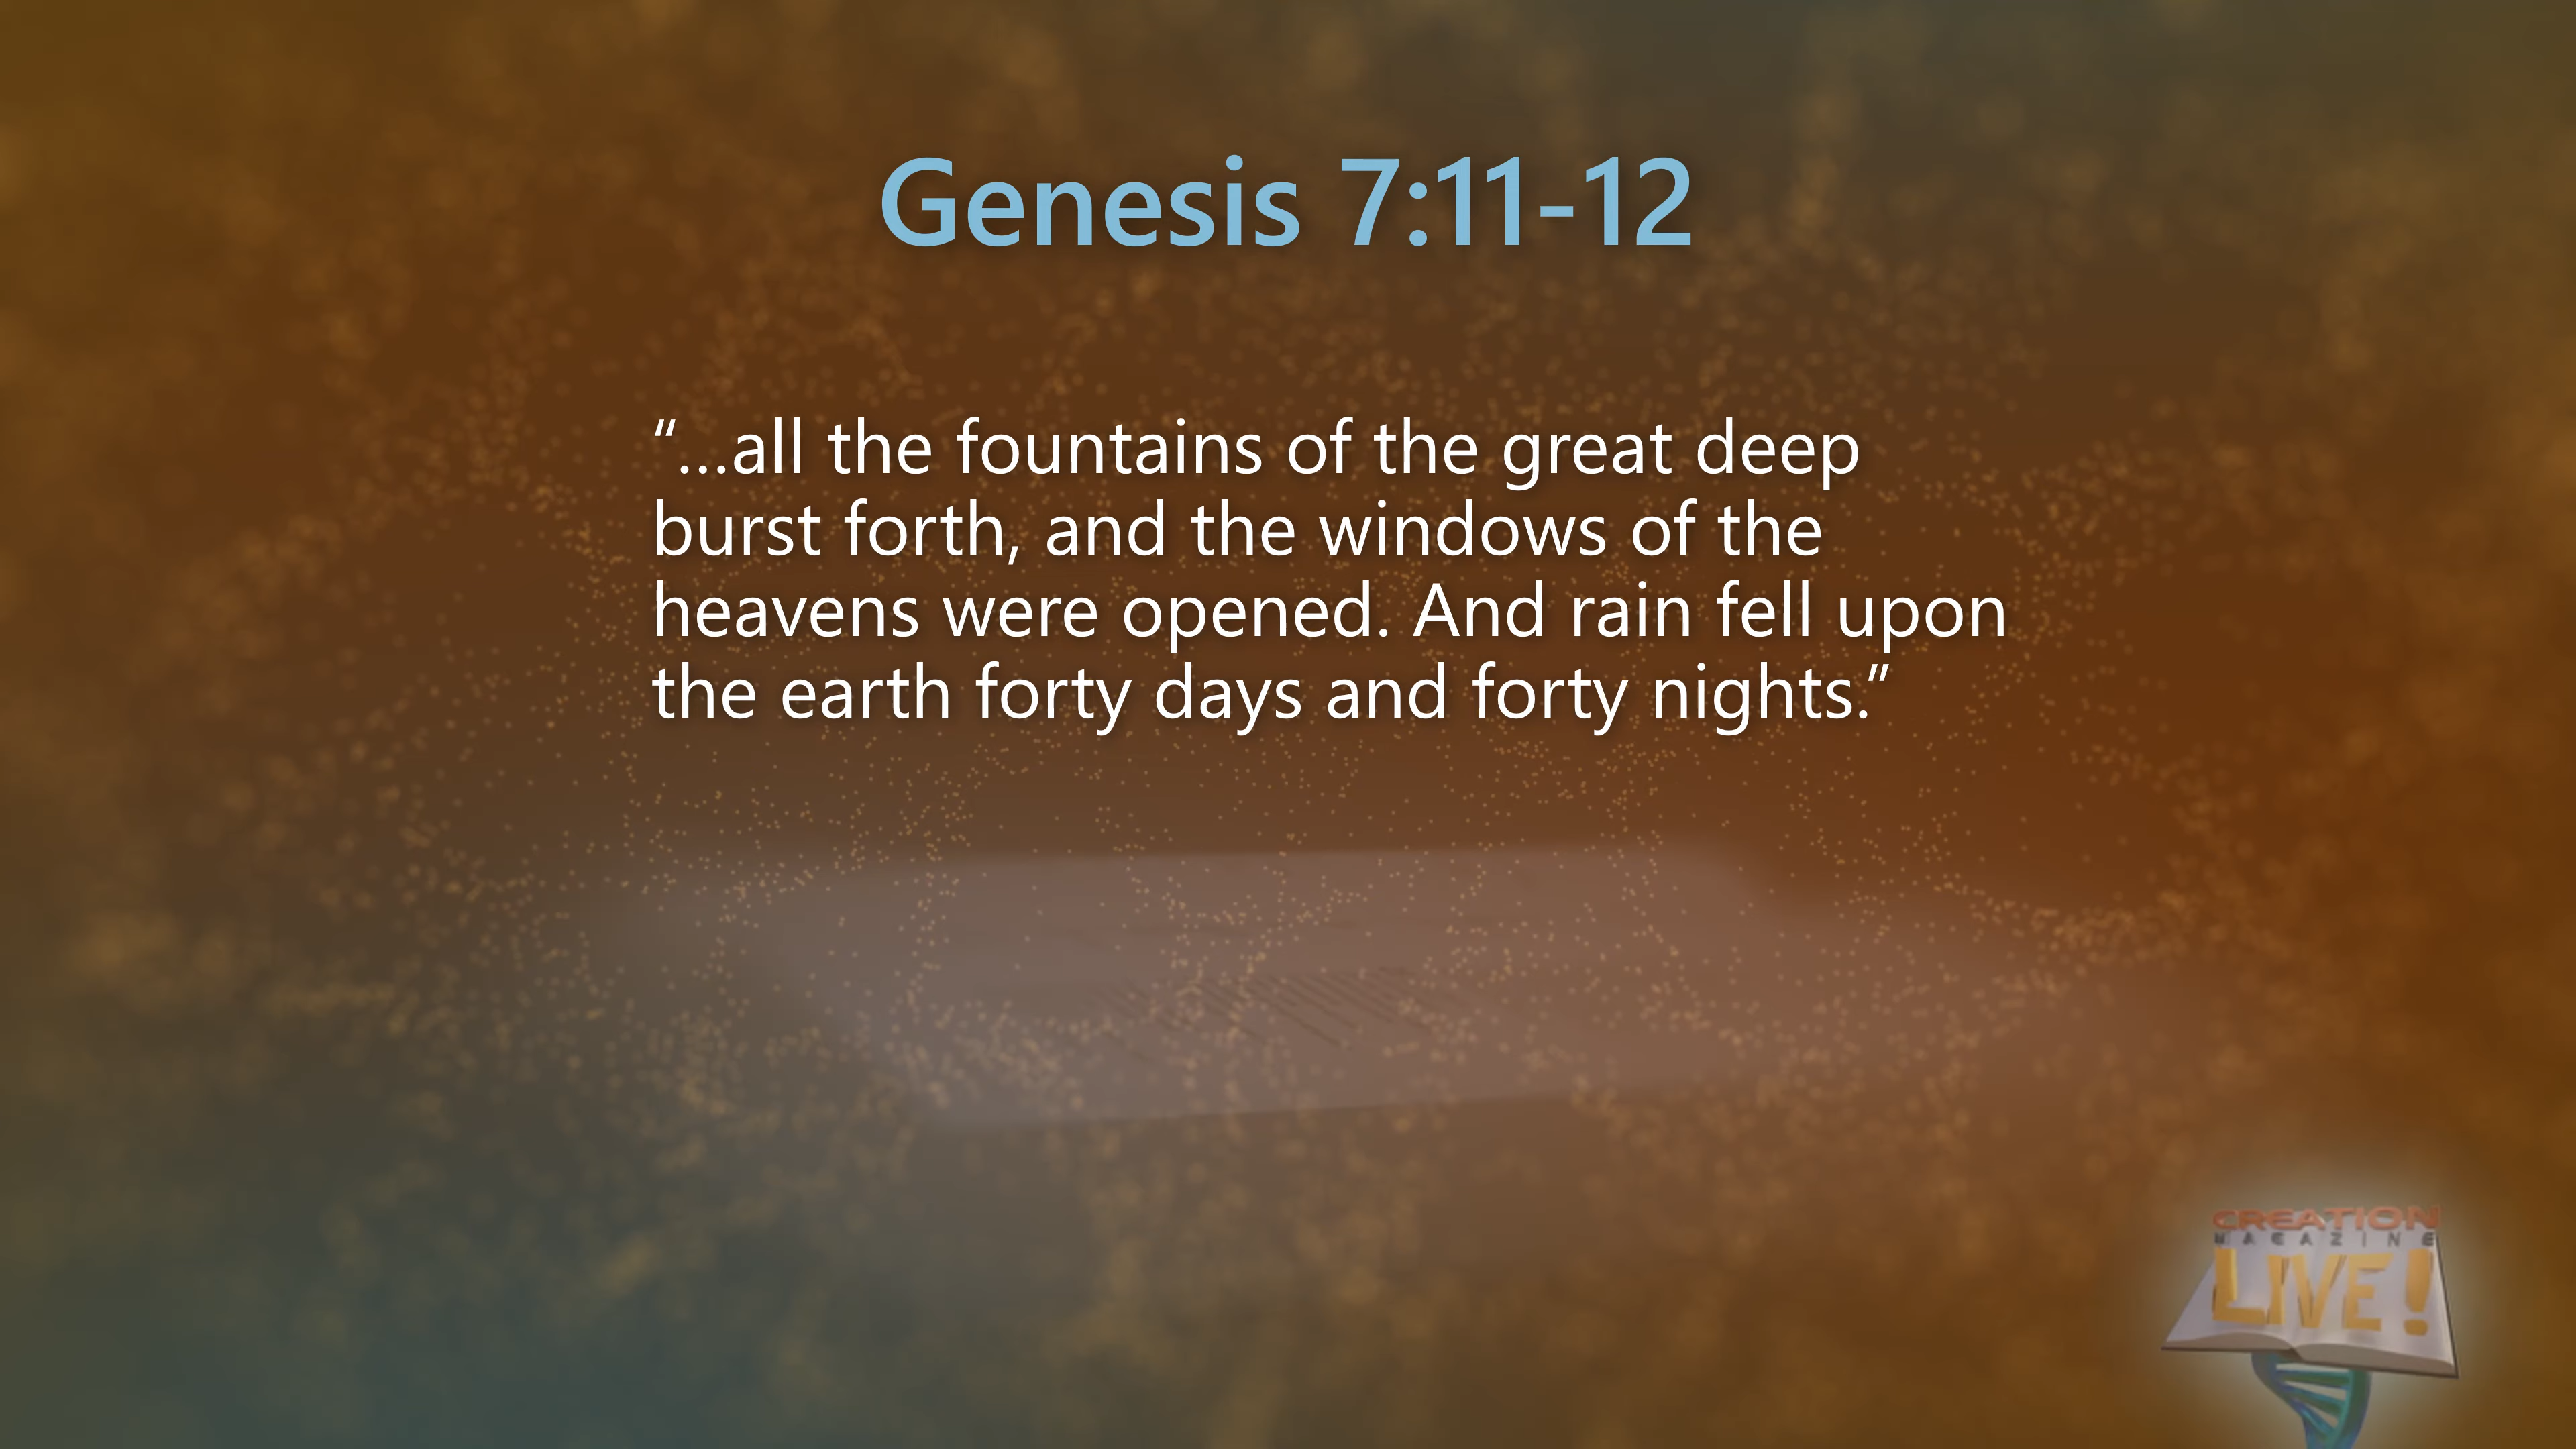 Genesis 7:11-12
“…all the fountains of the great deep
burst forth, and the windows of the
heavens were opened. And rain fell upon
the earth forty days and forty nights.”
CREATION
MAGAZINE
LIVE!